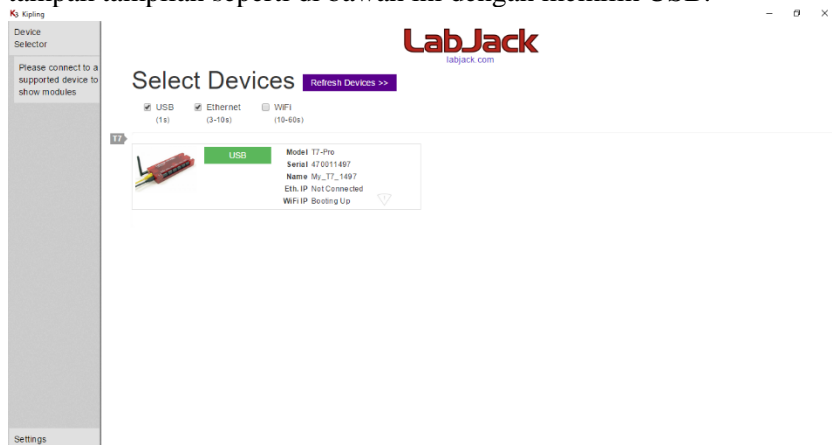 tampak tampilan seperti di bawah ini dengan memilih USB.
K3 Kipling
Device
Selector
Please connect to a
supported device to
show modules
LabJack
labjack.com
Select Devices
Refresh Devices >>
USB
(1s)
Ethernet
(3-10s)
WiFi
(10-60s)
T7
USB
Model T7-Pro
Serial 470011497
Name My_T7_1497
Eth. IP Not Connected
WiFi IP Booting Up
Settings